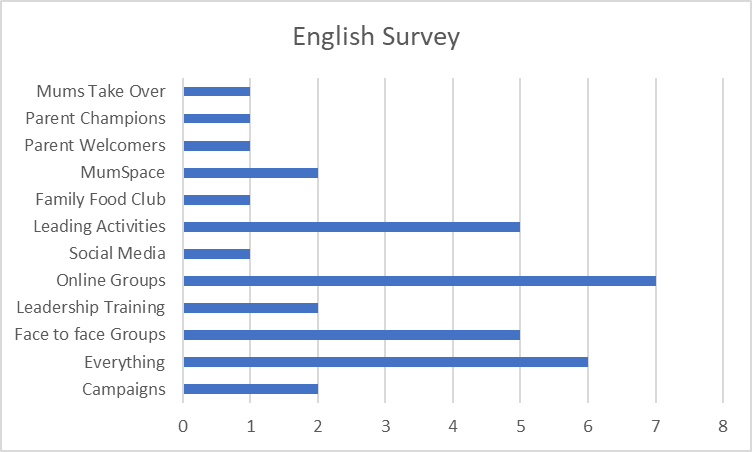 English Survey
Mums Take Over
Parent Champions
Parent Welcomers
MumSpace
Family Food Club
Leading Activities
Social Media
Online Groups
Leadership Training
Face to face Groups
Everything
Campaigns
0 1 2 3 4 5 6 7 8